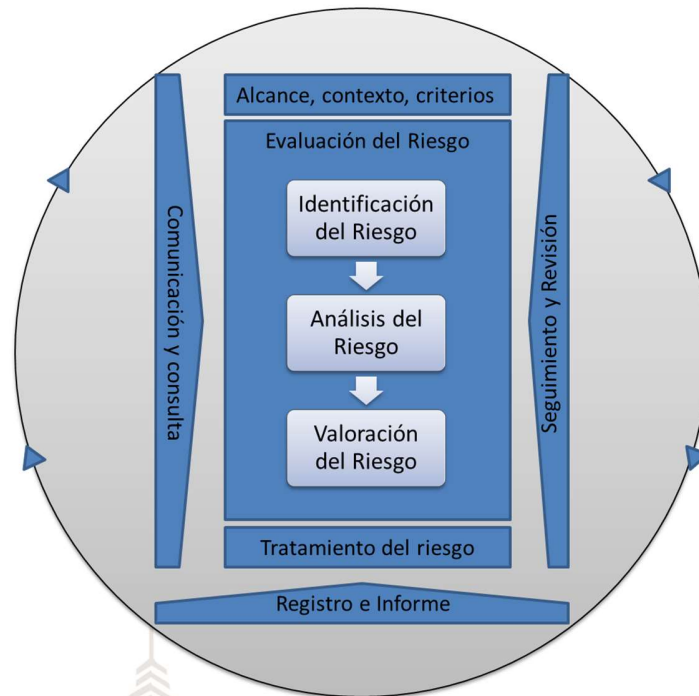 Alcance, contexto, criterios
Evaluación del Riesgo
Identificación
del Riesgo
Análisis del
Riesgo
Valoración
del Riesgo
Tratamiento del riesgo
Comunicación y consulta
Seguimiento y Revisión
Registro e Informe